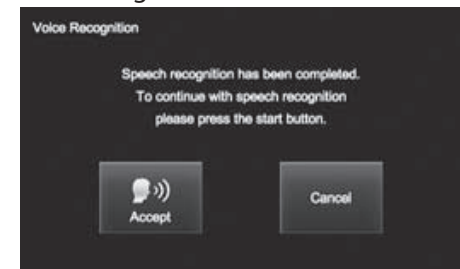 Voice Recognition
Speech recognition has been completed.
To continue with speech recognition
please press the start button.
Accept
Cancel